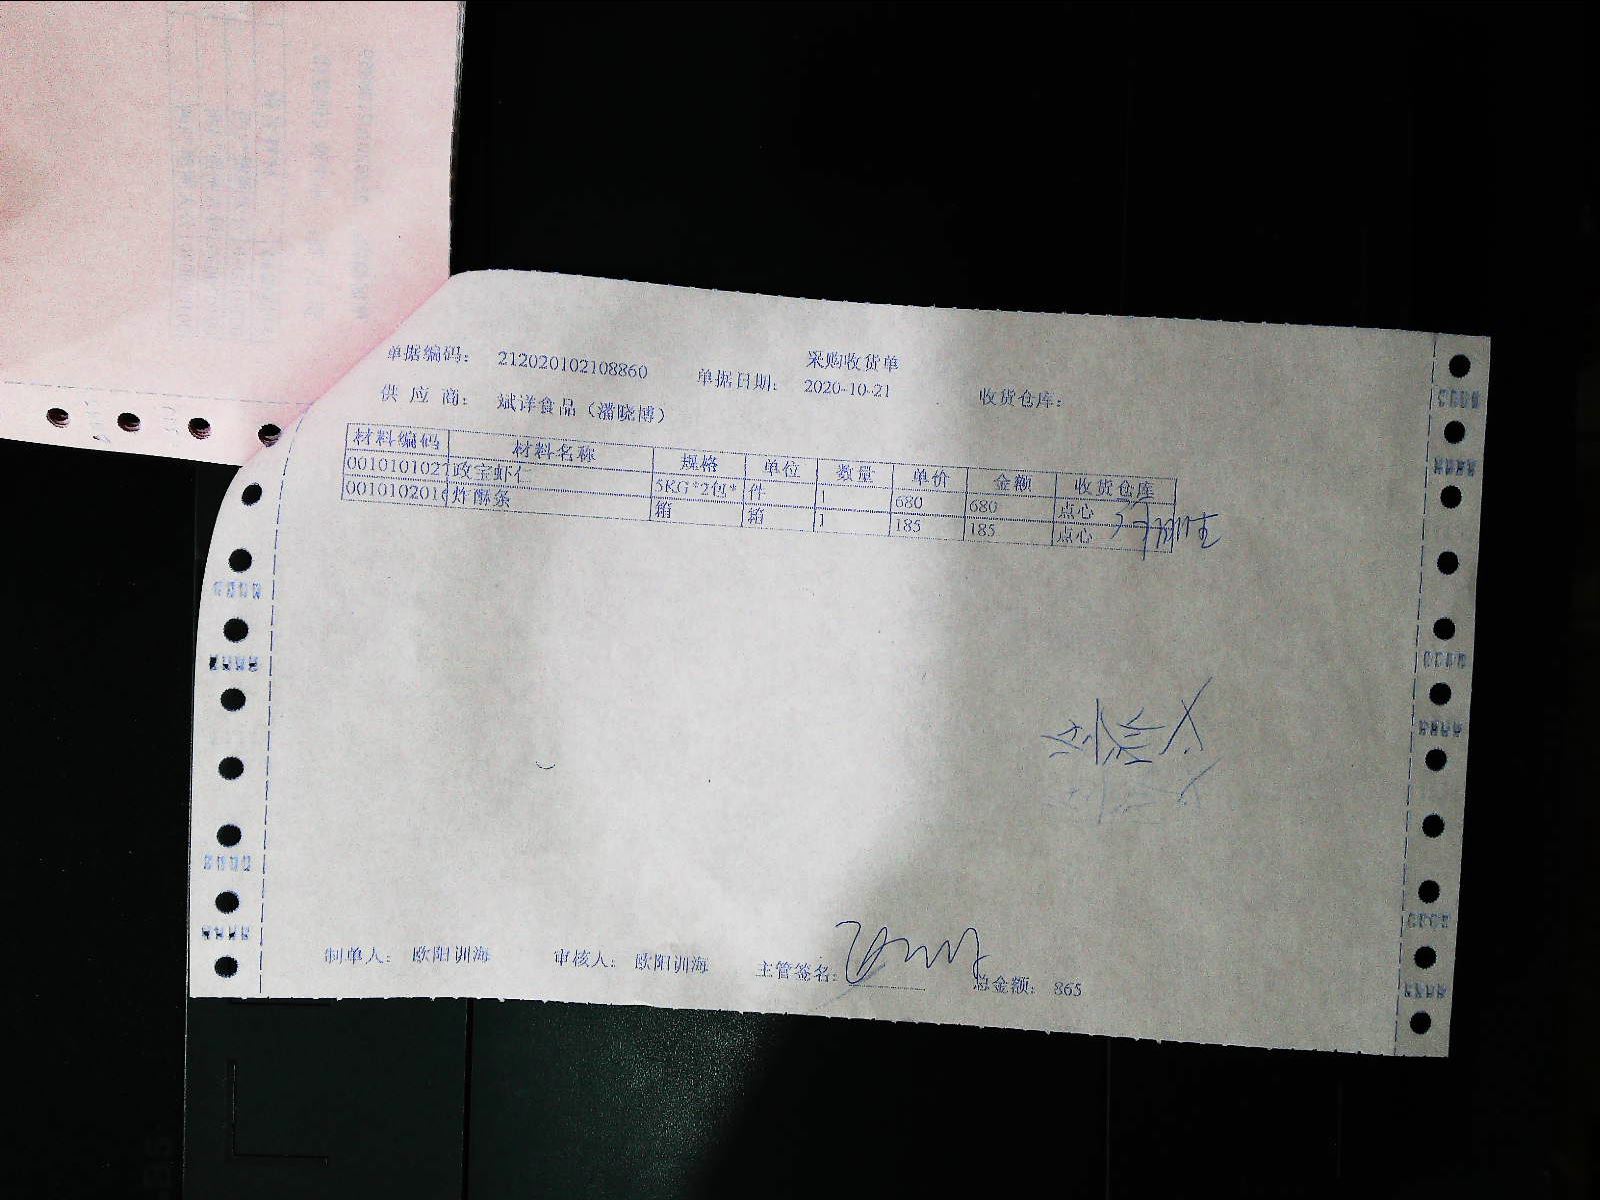 采购收货单
单据编码： 212020102108860 单据日期： 2020-10-21 收货仓库：
供 应 商： 斌详食品（潘晓博）
材料编码 材料名称 规格 单位 数量 单价 金额 收货仓库
0010101027 政宝虾仁 5KG*2包* 件 1 680 680 点心
001010201 炸酥条 箱 箱 1 185 185 点心
制单人： 欧阳训海 审核人： 欧阳训海 主管签名： 总金额： 865